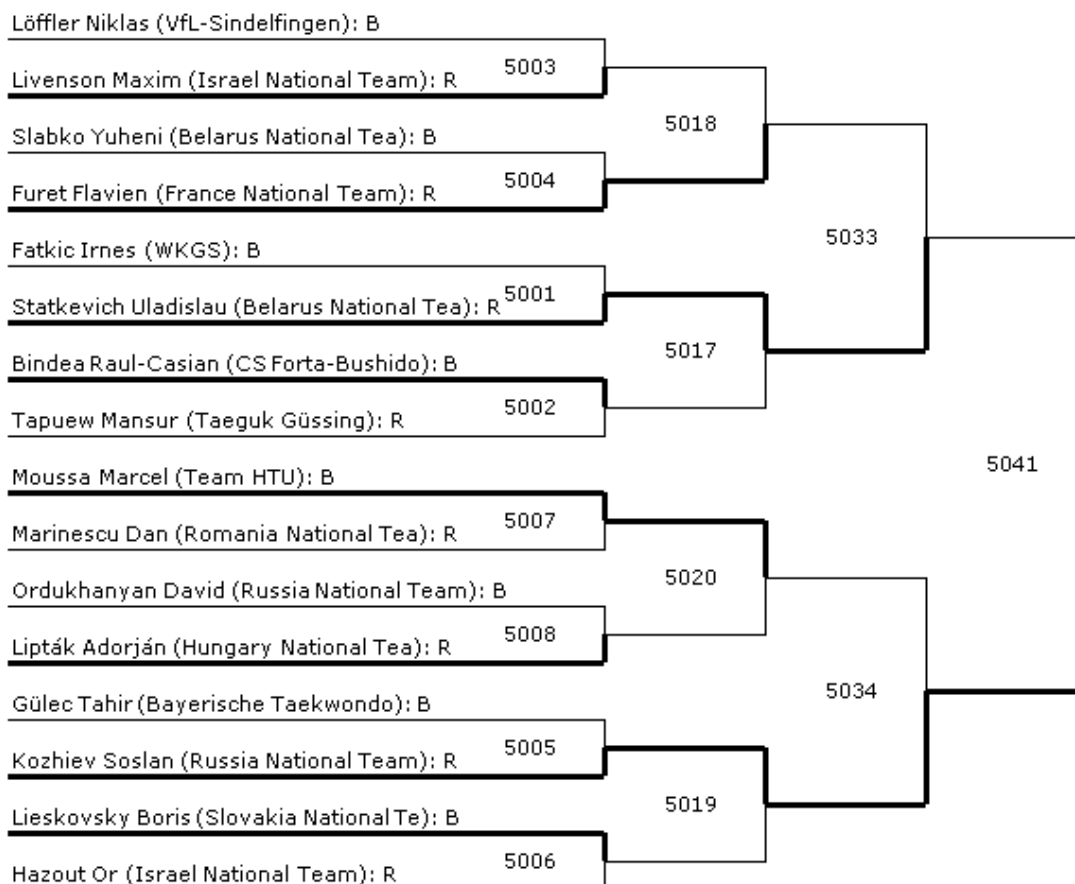 Löffler Niklas (VfL-Sindelfingen): B
5003
Livenson Maxim (Israel National Team): R
5018
Slabko Yuheni (Belarus National Tea): B
5004
Furet Flavien (France National Team): R
5033
Fatkic Irnes (WKGS): B
5001
Statkevich Uladislau (Belarus National Tea): R
5017
Bindea Raul-Casian (CS Forta-Bushido): B
5002
Tapuew Mansur (Taeguk Güssing): R
5041
Moussa Marcel (Team HTU): B
5007
Marinescu Dan (Romania National Tea): R
5020
Ordukhanyan David (Russia National Team): B
5008
Lipták Adorján (Hungary National Tea): R
5034
Gülec Tahir (Bayerische Taekwondo): B
5005
Kozhiev Soslan (Russia National Team): R
5019
Lieskovsky Boris (Slovakia National Te): B
5006
Hazout Or (Israel National Team): R